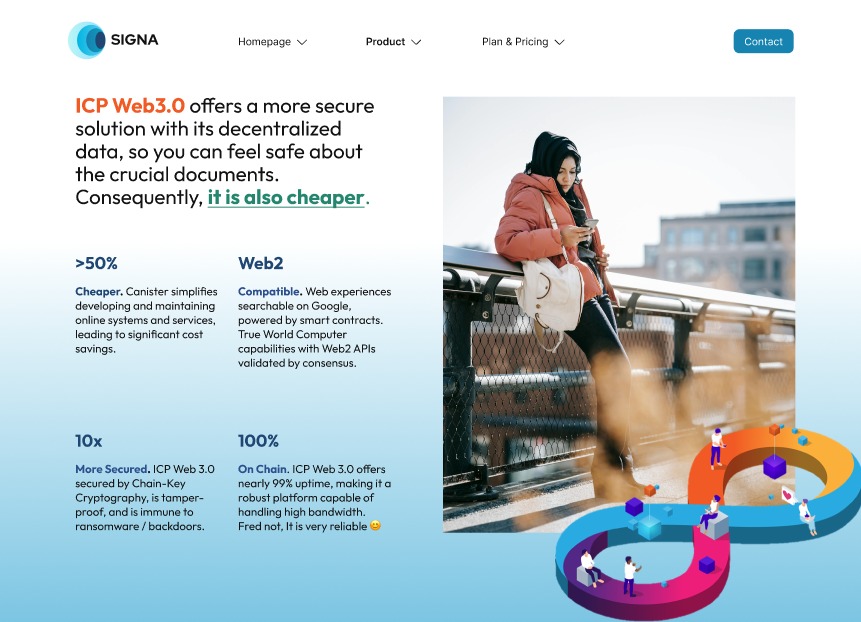 SIGNA
Homepage
Product
Plan & Pricing
Contact
ICP Web3.0 offers a more secure
solution with its decentralized
data, so you can feel safe about
the crucial documents.
Consequently, it is also cheaper.
>50%
Cheaper. Canister simplifies
developing and maintaining
online systems and services,
leading to significant cost
savings.
Web2
Compatible. Web experiences
searchable on Google,
powered by smart contracts.
True World Computer
capabilities with Web2 APIs
validated by consensus.
10x
More Secured. ICP Web 3.0
secured by Chain-Key
Cryptography, is tamper-
proof, and is immune to
ransomware / backdoors.
100%
On Chain. ICP Web 3.0 offers
nearly 99% uptime, making it a
robust platform capable of
handling high bandwidth.
Fred not, It is very reliable 😊